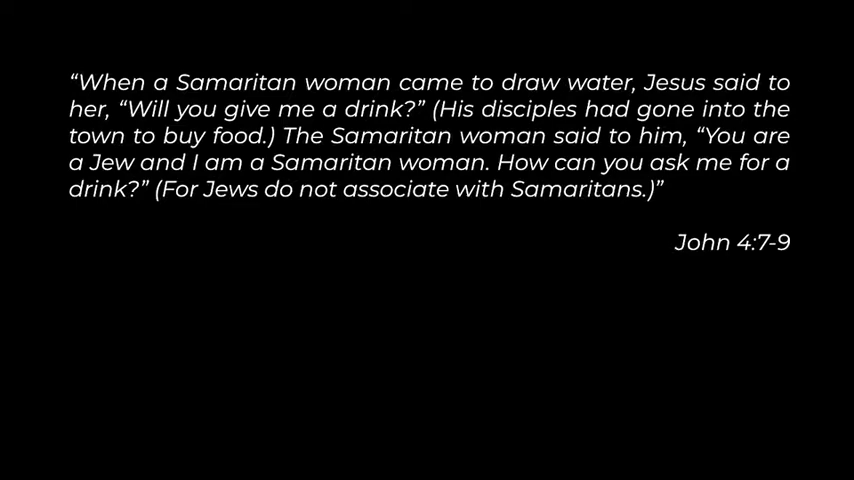 “When a Samaritan woman came to draw water, Jesus said to
her, “Will you give me a drink?” (His disciples had gone into the
town to buy food.) The Samaritan woman said to him, “You are
a Jew and I am a Samaritan woman. How can you ask me for a
drink?” (For Jews do not associate with Samaritans.)”
John 4:7-9